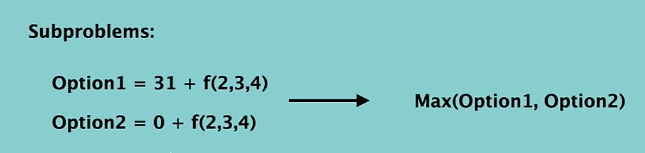 Subproblems:
Option1 = 31 + f(2,3,4)
Option2 = 0 + f(2,3,4)
Max(Option1, Option2)